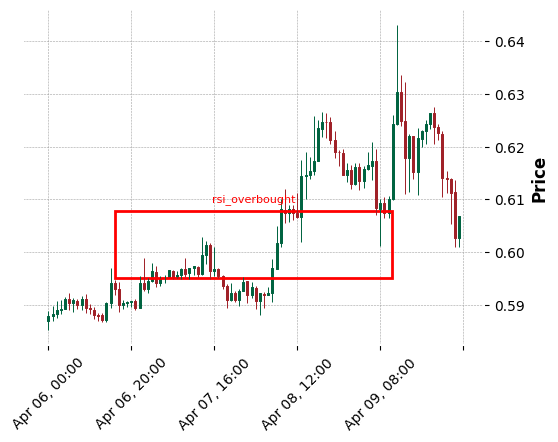 rsi_overbought
0.64
0.63
0.62
0.61
0.60
0.59
Price
Apr 06, 00:00
Apr 06, 20:00
Apr 07, 16:00
Apr 08, 12:00
Apr 09, 08:00